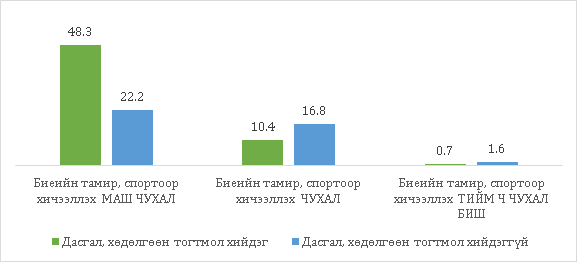 48.3
22.2
10.4
16.8
0.7
1.6
Биеийн тамир, спортоор
хичээллэх МАШ ЧУХАЛ
Биеийн тамир, спортоор
хичээллэх ЧУХАЛ
Биеийн тамир, спортоор
хичээллэх ТИЙМ Ч ЧУХАЛ
БИШ
Дасгал, хөдөлгөөн тогтмол хийдэг
Дасгал, хөдөлгөөн тогтмол хийдэггүй